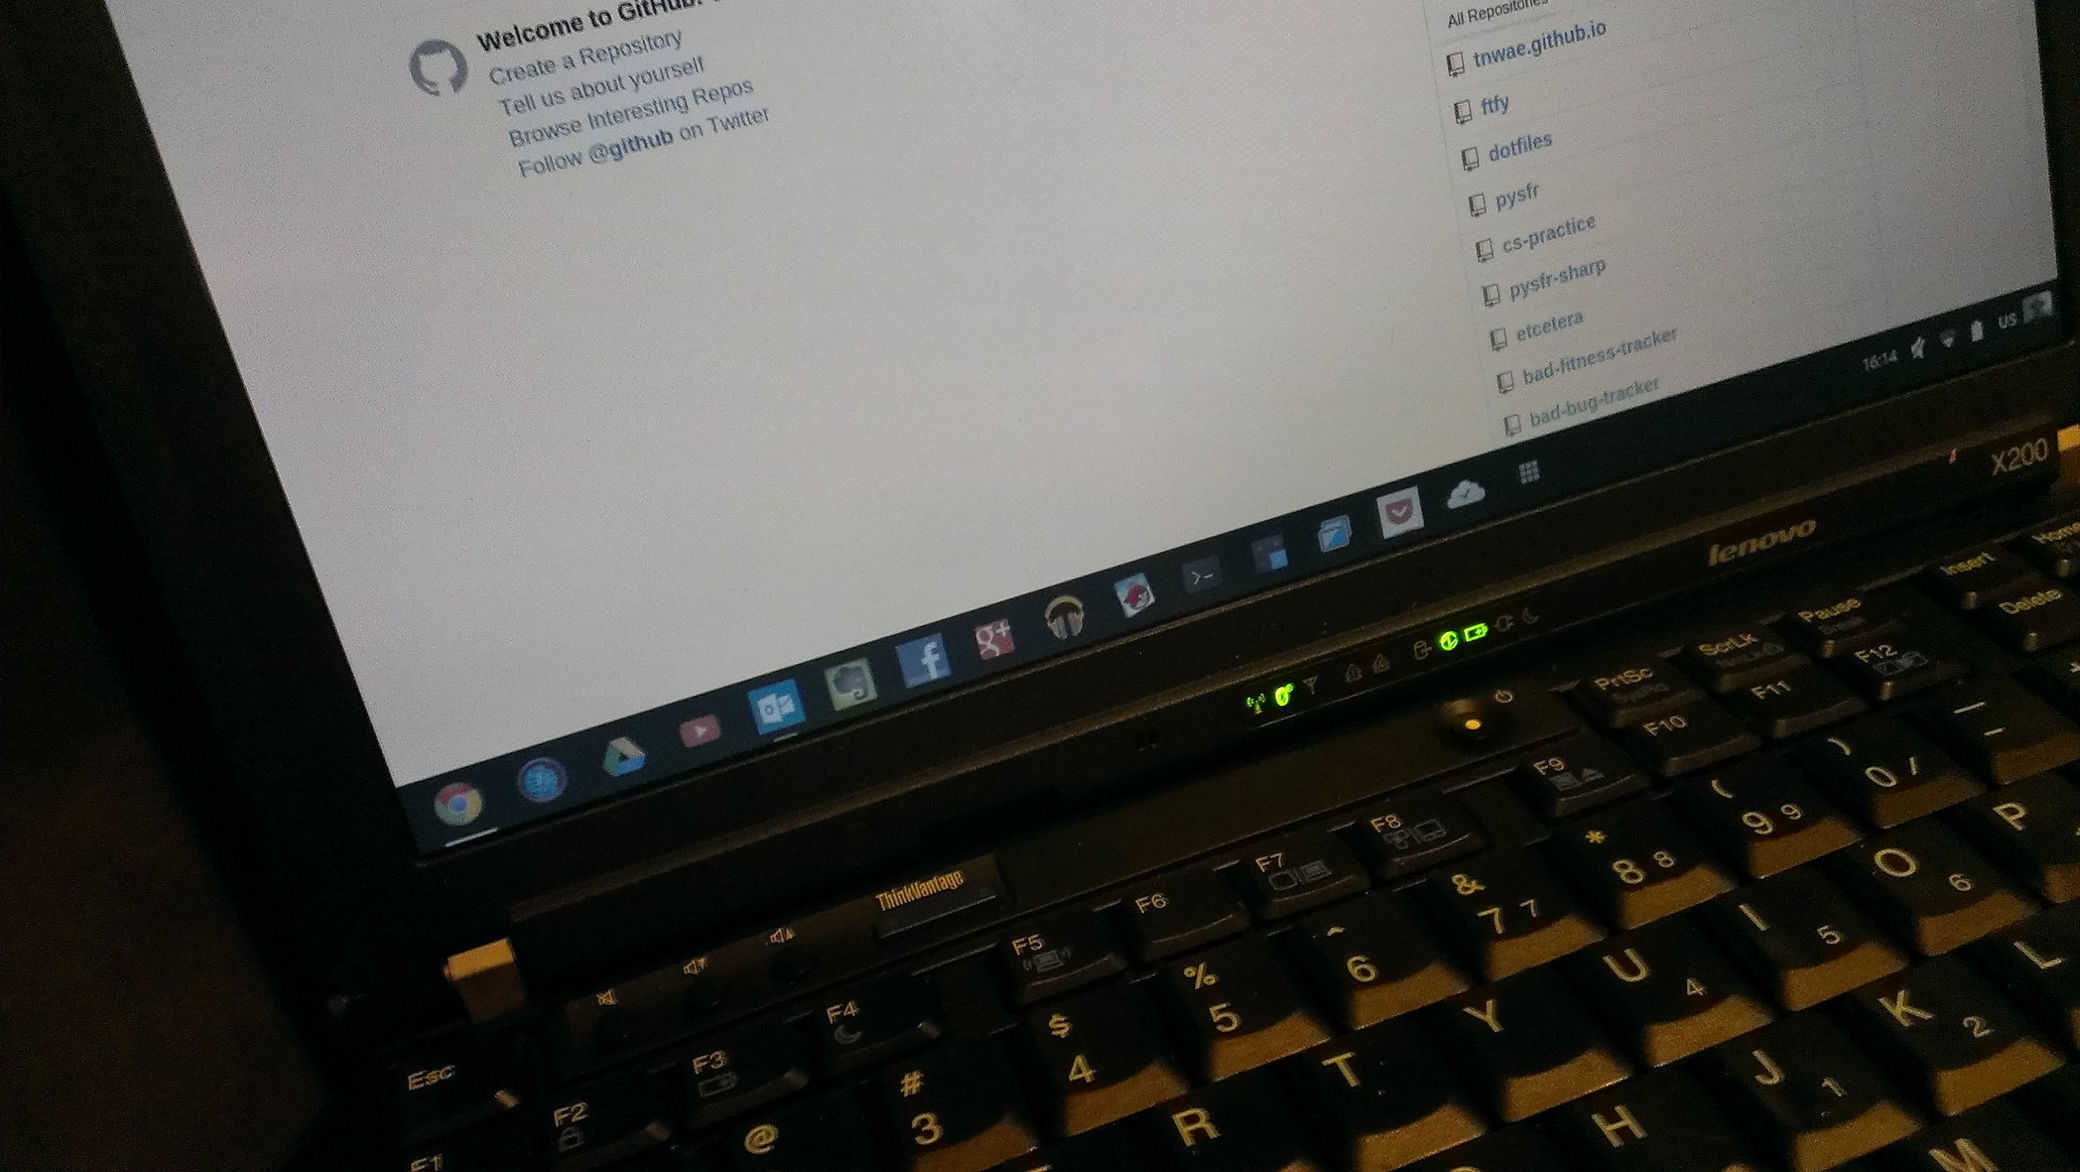 Welcome to GitHub!
Create a Repository
Tell us about yourself
Browse Interesting Repos
Follow @github on Twitter
All Repositories
tnwae.github.io
ftfy
dotfiles
pysfr
cs-practice
pysfr-sharp
etcetera
bad-fitness-tracker
bad-bug-tracker
16:14 US
X200
lenovo
ThinkVantage
Home
Insert
Delete
Pause
ScrLk
PrtSc
F12
F11
F10
F9
F8
F7
F6
F5
F4
F3
F2
F1
Esc
@
# 3
$ 4
% 5
^ 6
& 7 7
* 8 8
( 9 9
) 0 /
R
T
Y
U 4
I 5
O 6
P
H
J 1
K 2
L
M